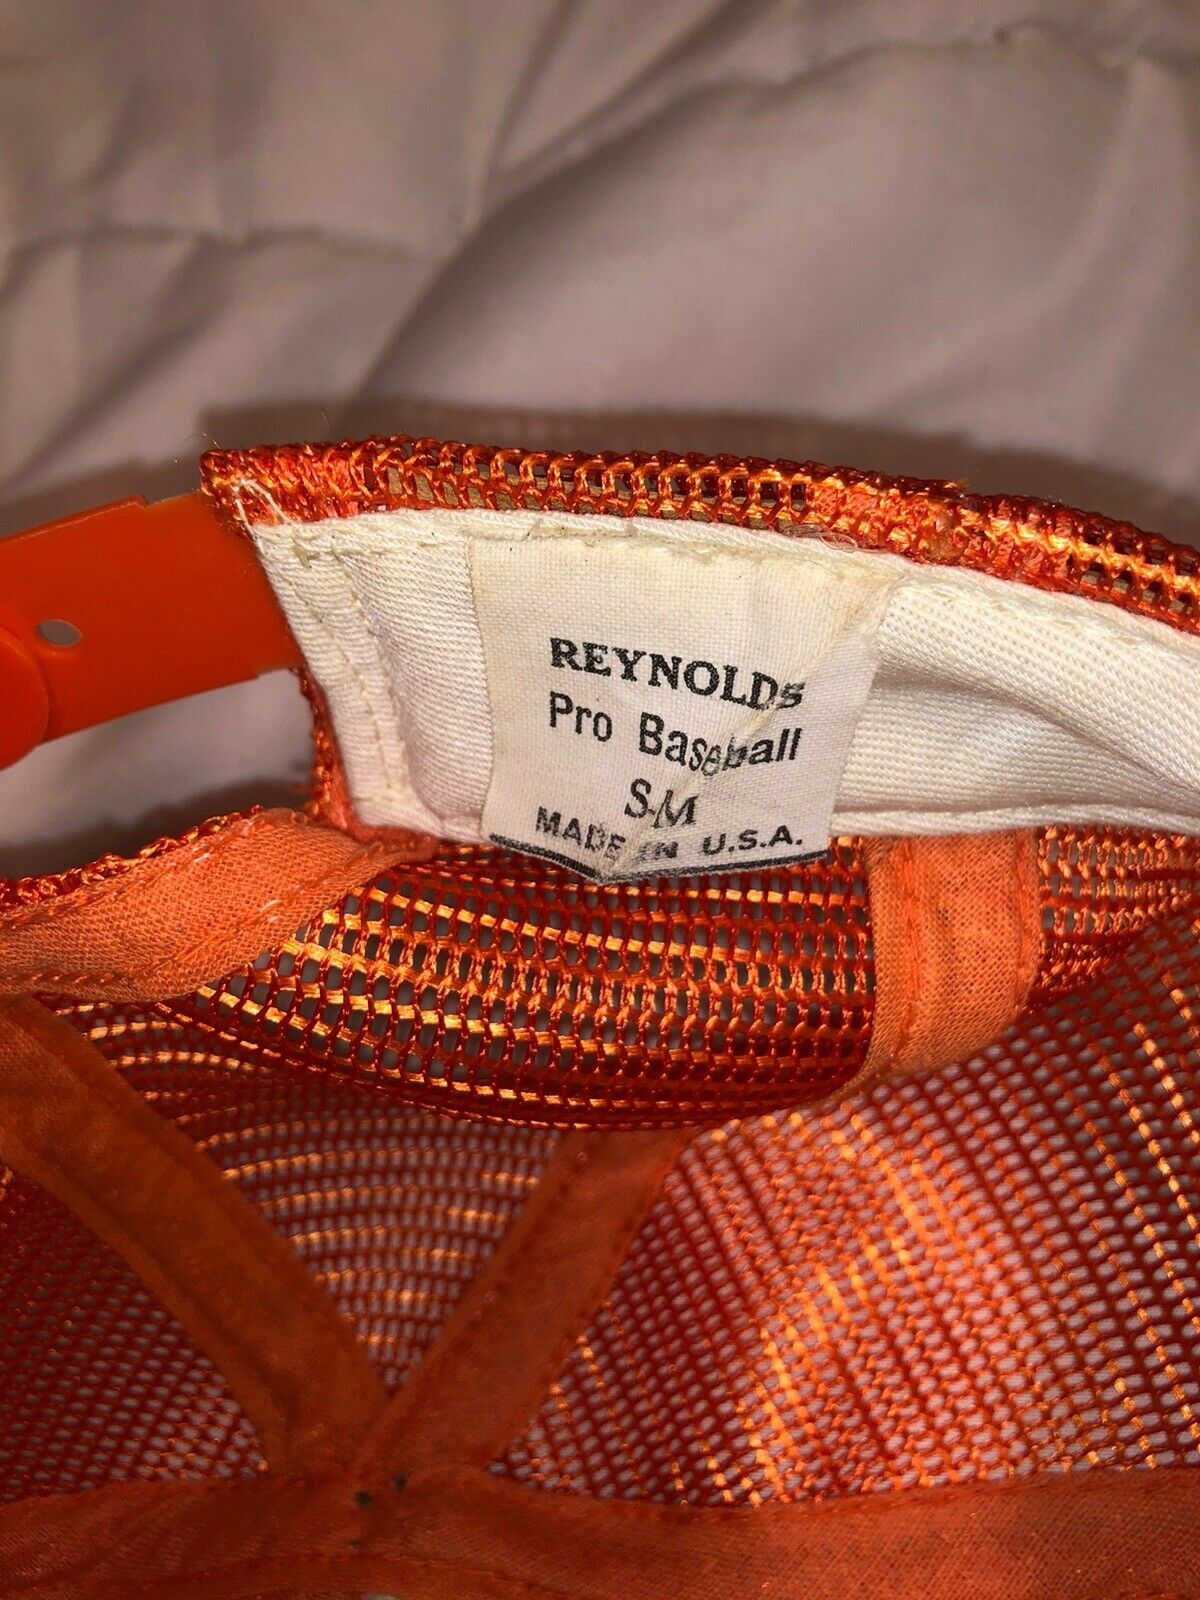 REYNOLDS
Pro Baseball
S-M
MADE IN U.S.A.